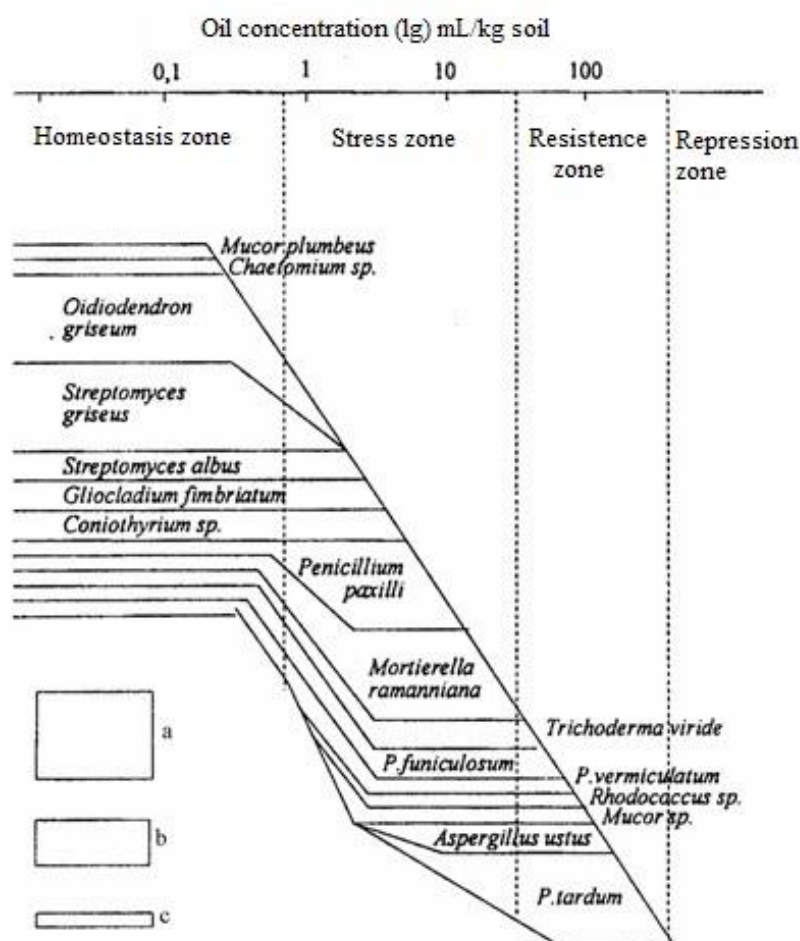 Oil concentration (lg) mL/kg soil
0,1 1 10 100
Homeostasis zone
Stress zone
Resistence
zone
Repression
zone
Mucor plumbeus
Chaetomium sp.
Oidiodendron
griseum
Streptomyces
griseus
Streptomyces albus
Gliocladium fimbriatum
Coniothyrium sp.
Penicillium
paxilli
Mortierella
ramanniana
Trichoderma viride
P.funiculosum
P.vermiculatum
Rhodococcus sp.
Mucor sp.
Aspergillus ustus
P.tardum
a
b
c